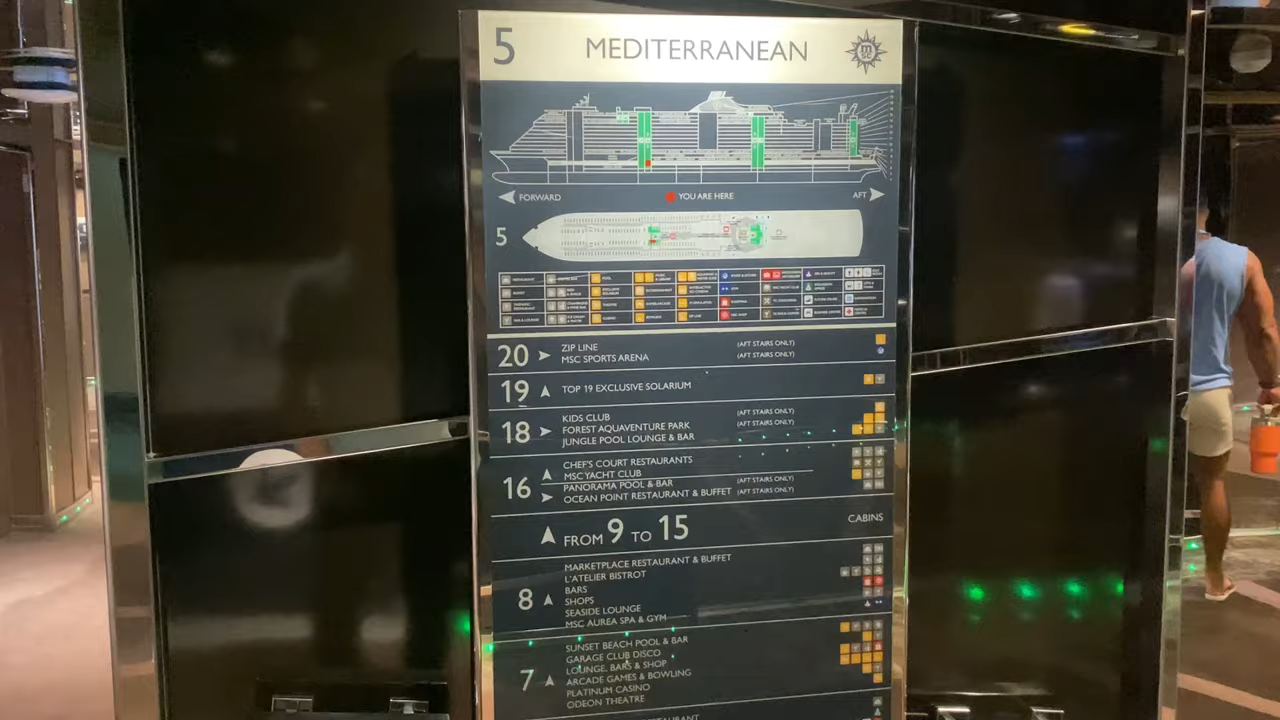 5 MEDITERRANEAN msc
FORWARD YOU ARE HERE AFT
5
20 ZIP LINE (AFT STAIRS ONLY)
MSC SPORTS ARENA (AFT STAIRS ONLY)
19 TOP 19 EXCLUSIVE SOLARIUM
18 KIDS CLUB (AFT STAIRS ONLY)
FOREST AQUAVENTURE PARK (AFT STAIRS ONLY)
JUNGLE POOL LOUNGE & BAR
16 CHEF'S COURT RESTAURANTS
MSC YACHT CLUB
PANORAMA POOL & BAR (AFT STAIRS ONLY)
OCEAN POINT RESTAURANT & BUFFET (AFT STAIRS ONLY)
FROM 9 TO 15 CABINS
8 MARKETPLACE RESTAURANT & BUFFET
L'ATELIER BISTROT
BARS
SHOPS
SEASIDE LOUNGE
MSC AUREA SPA & GYM
7 SUNSET BEACH POOL & BAR
GARAGE CLUB DISCO
LOUNGE, BARS & SHOP
ARCADE GAMES & BOWLING
PLATINUM CASINO
ODEON THEATRE